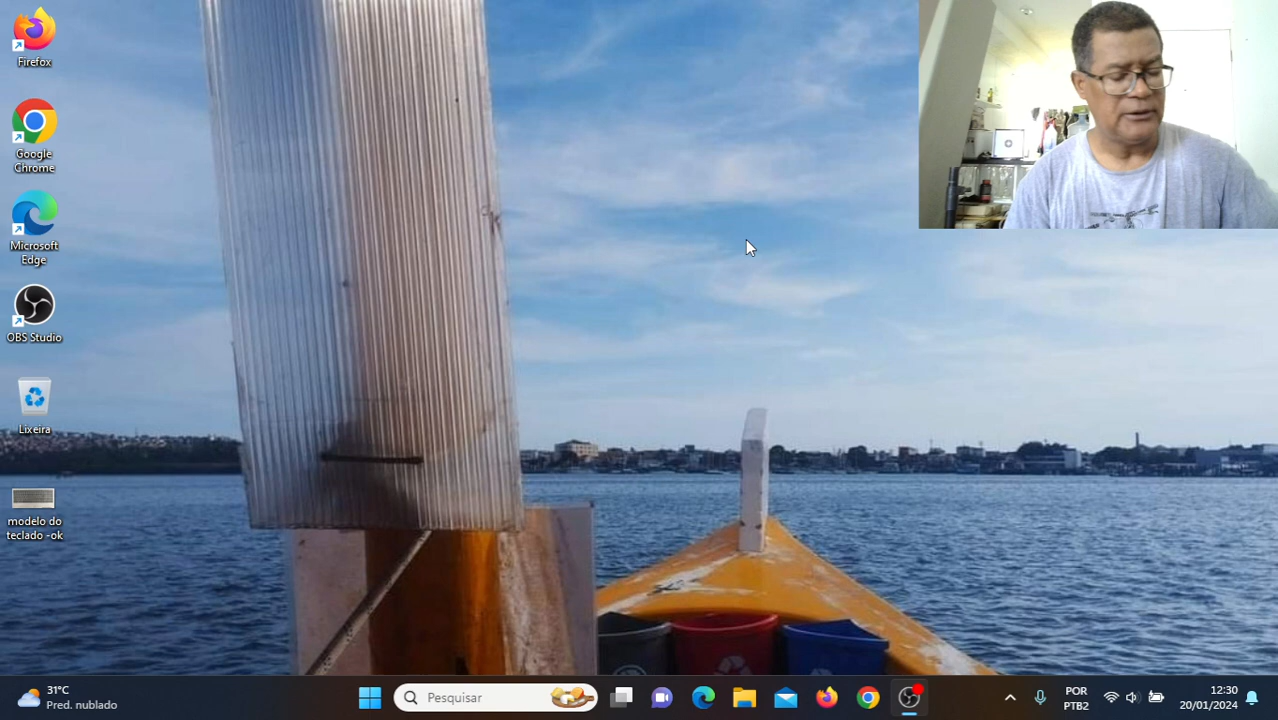 Firefox
Google
Chrome
Microsoft
Edge
OBS Studio
Lixeira
modelo do
teclado -ok
31°C
Pred. nublado
Pesquisar
POR
PTB2
12:30
20/01/2024